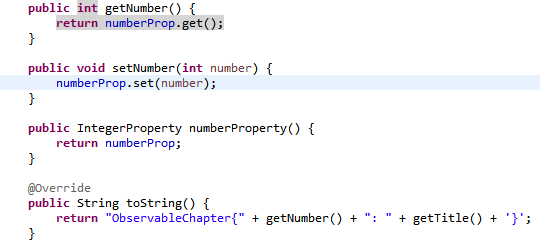 public int getNumber() {
return numberProp.get();
}
public void setNumber(int number) {
numberProp.set(number);
}
public IntegerProperty numberProperty() {
return numberProp;
}
@Override
public String toString() {
return "ObservableChapter{" + getNumber() + ": " + getTitle() + '}';
}